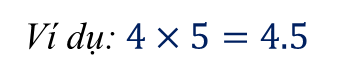 Ví dụ: 4 × 5 = 4.5